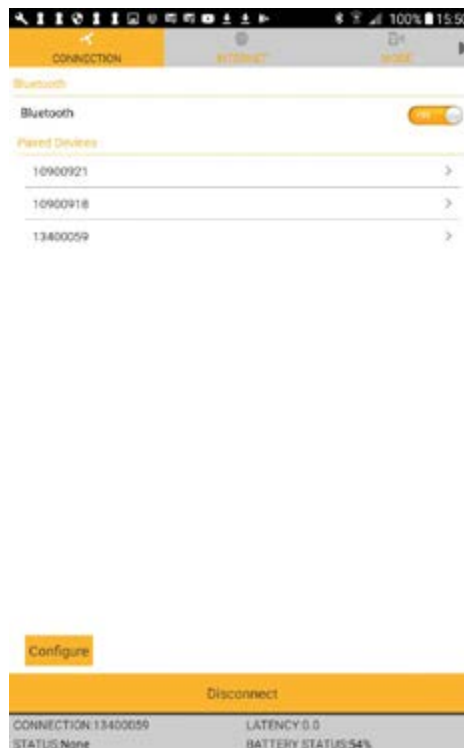 100% 15:50
CONNECTION INTERNET MODE
Bluetooth
Bluetooth ON
Paired Devices
10900921
10900918
13400059
Configure
Disconnect
CONNECTION:13400059 LATENCY:0.0
STATUS:None BATTERY STATUS:54%